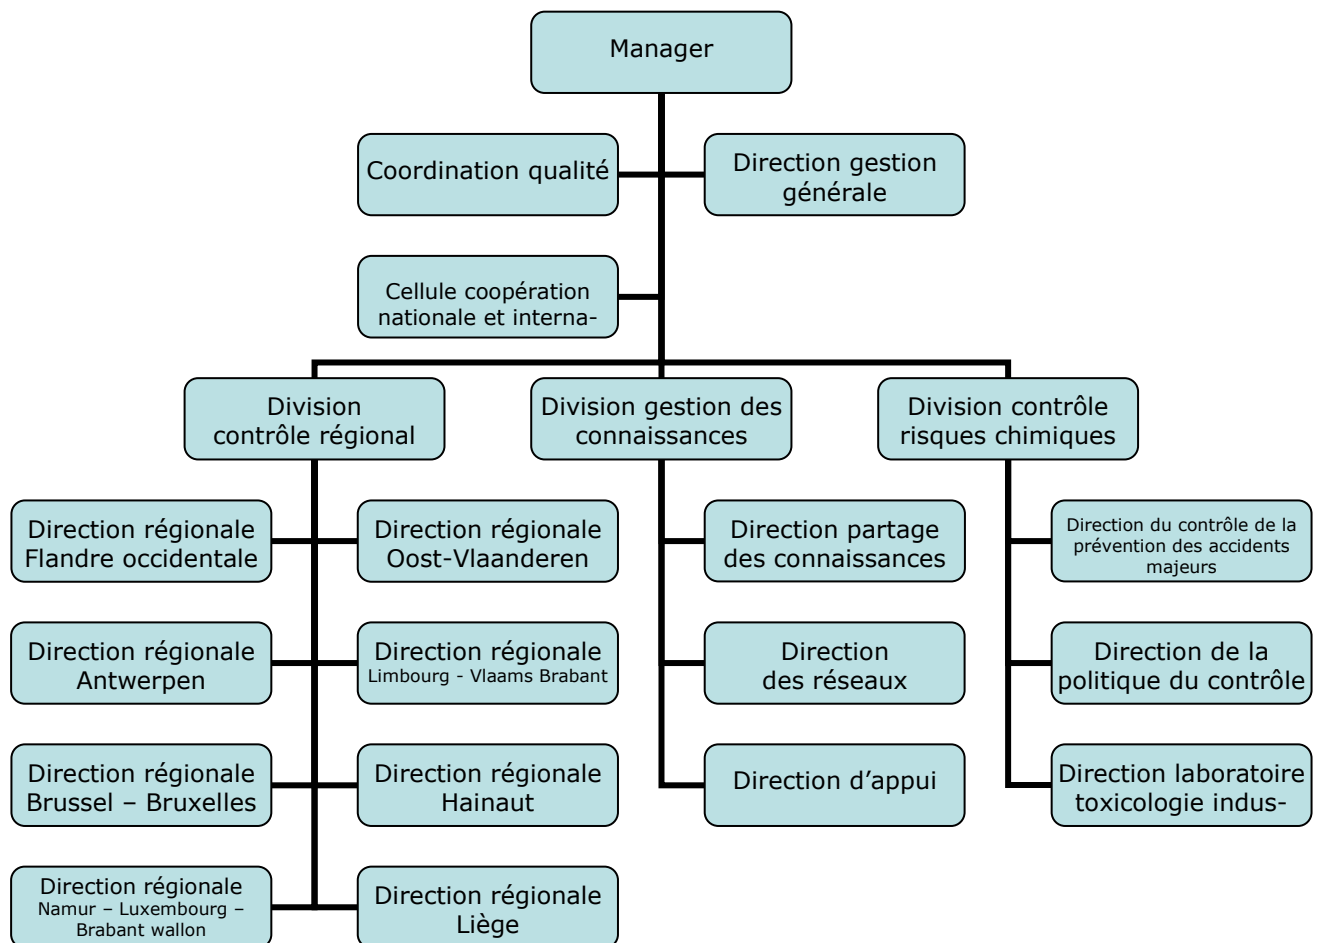 Manager
Coordination qualité
Direction gestion
générale
Cellule coopération
nationale et interna-
Division
contrôle régional
Division gestion des
connaissances
Division contrôle
risques chimiques
Direction régionale
Flandre occidentale
Direction régionale
Oost-Vlaanderen
Direction partage
des connaissances
Direction du contrôle de la
prévention des accidents
majeurs
Direction régionale
Antwerpen
Direction régionale
Limbourg - Vlaams Brabant
Direction
des réseaux
Direction de la
politique du contrôle
Direction régionale
Brussel – Bruxelles
Direction régionale
Hainaut
Direction d’appui
Direction laboratoire
toxicologie indus-
Direction régionale
Namur – Luxembourg –
Brabant wallon
Direction régionale
Liège